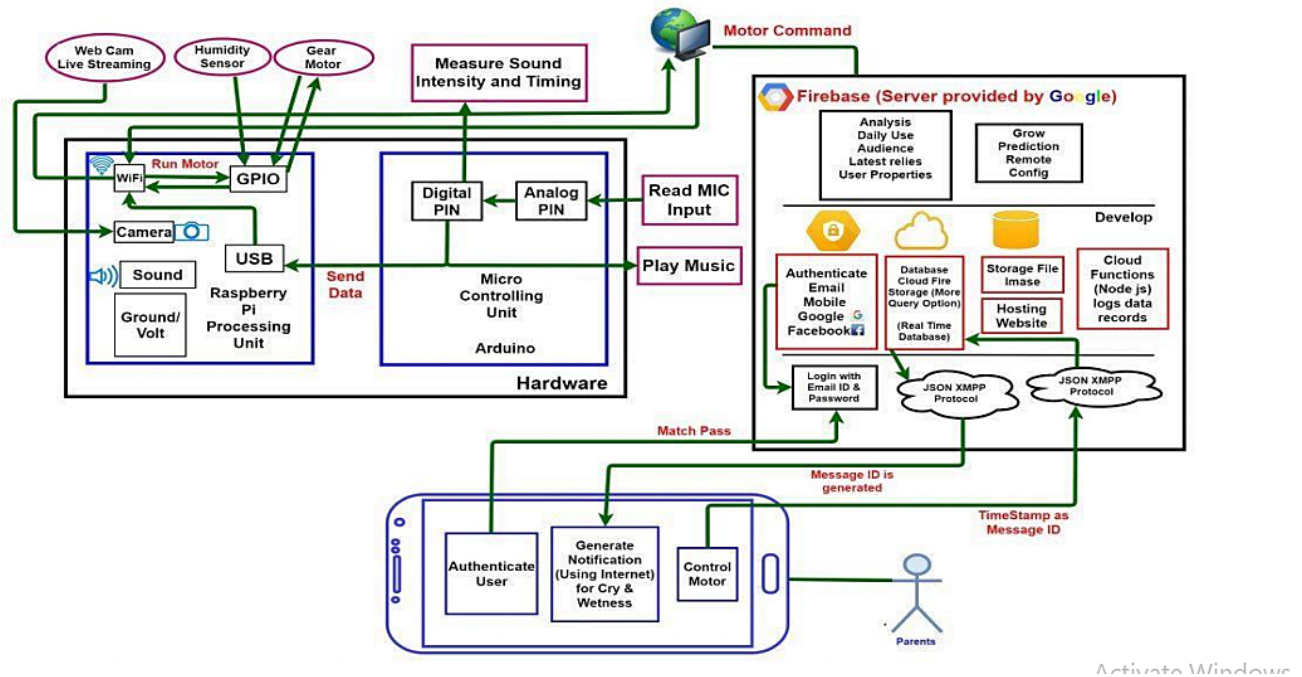 Web Cam
Live Streaming
Humidity
Sensor
Gear
Motor
Measure Sound
Intensity and Timing
Motor Command
WiFi
Run Motor
GPIO
Camera
USB
Sound
Ground/
Volt
Raspberry
Pi
Processing
Unit
Digital
PIN
Analog
PIN
Read MIC
Input
Play Music
Send
Data
Micro
Controlling
Unit
Arduino
Hardware
Firebase (Server provided by Google)
Analysis
Daily Use
Audience
Latest relies
User Properties
Grow
Prediction
Remote
Config
Develop
Authenticate
Email
Mobile
Google G
Facebook f
Database
Cloud Fire
Storage (More
Query Option)
(Real Time
Database)
Storage File
Imase
Hosting
Website
Cloud
Functions
(Node js)
logs data
records
Login with
Email ID &
Password
JSON XMPP
Protocol
JSON XMPP
Protocol
Match Pass
Message ID is
generated
TimeStamp as
Message ID
Authenticate
User
Generate
Notification
(Using Internet)
for Cry &
Wetness
Control
Motor
Parents